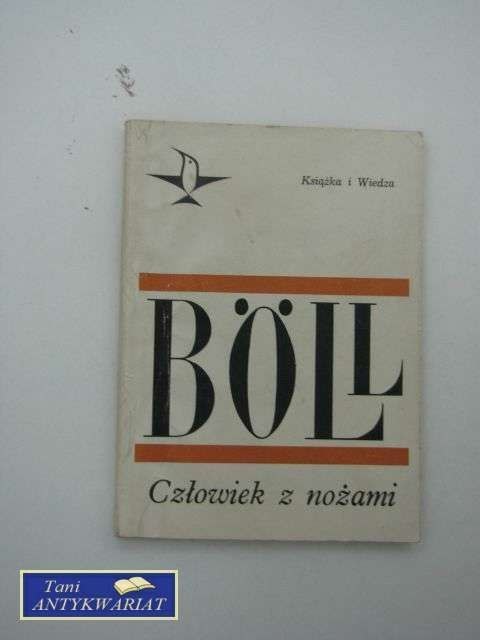 Książka i Wiedza
BÖLL
Człowiek z nożami
Tani
ANTYKWARIAT